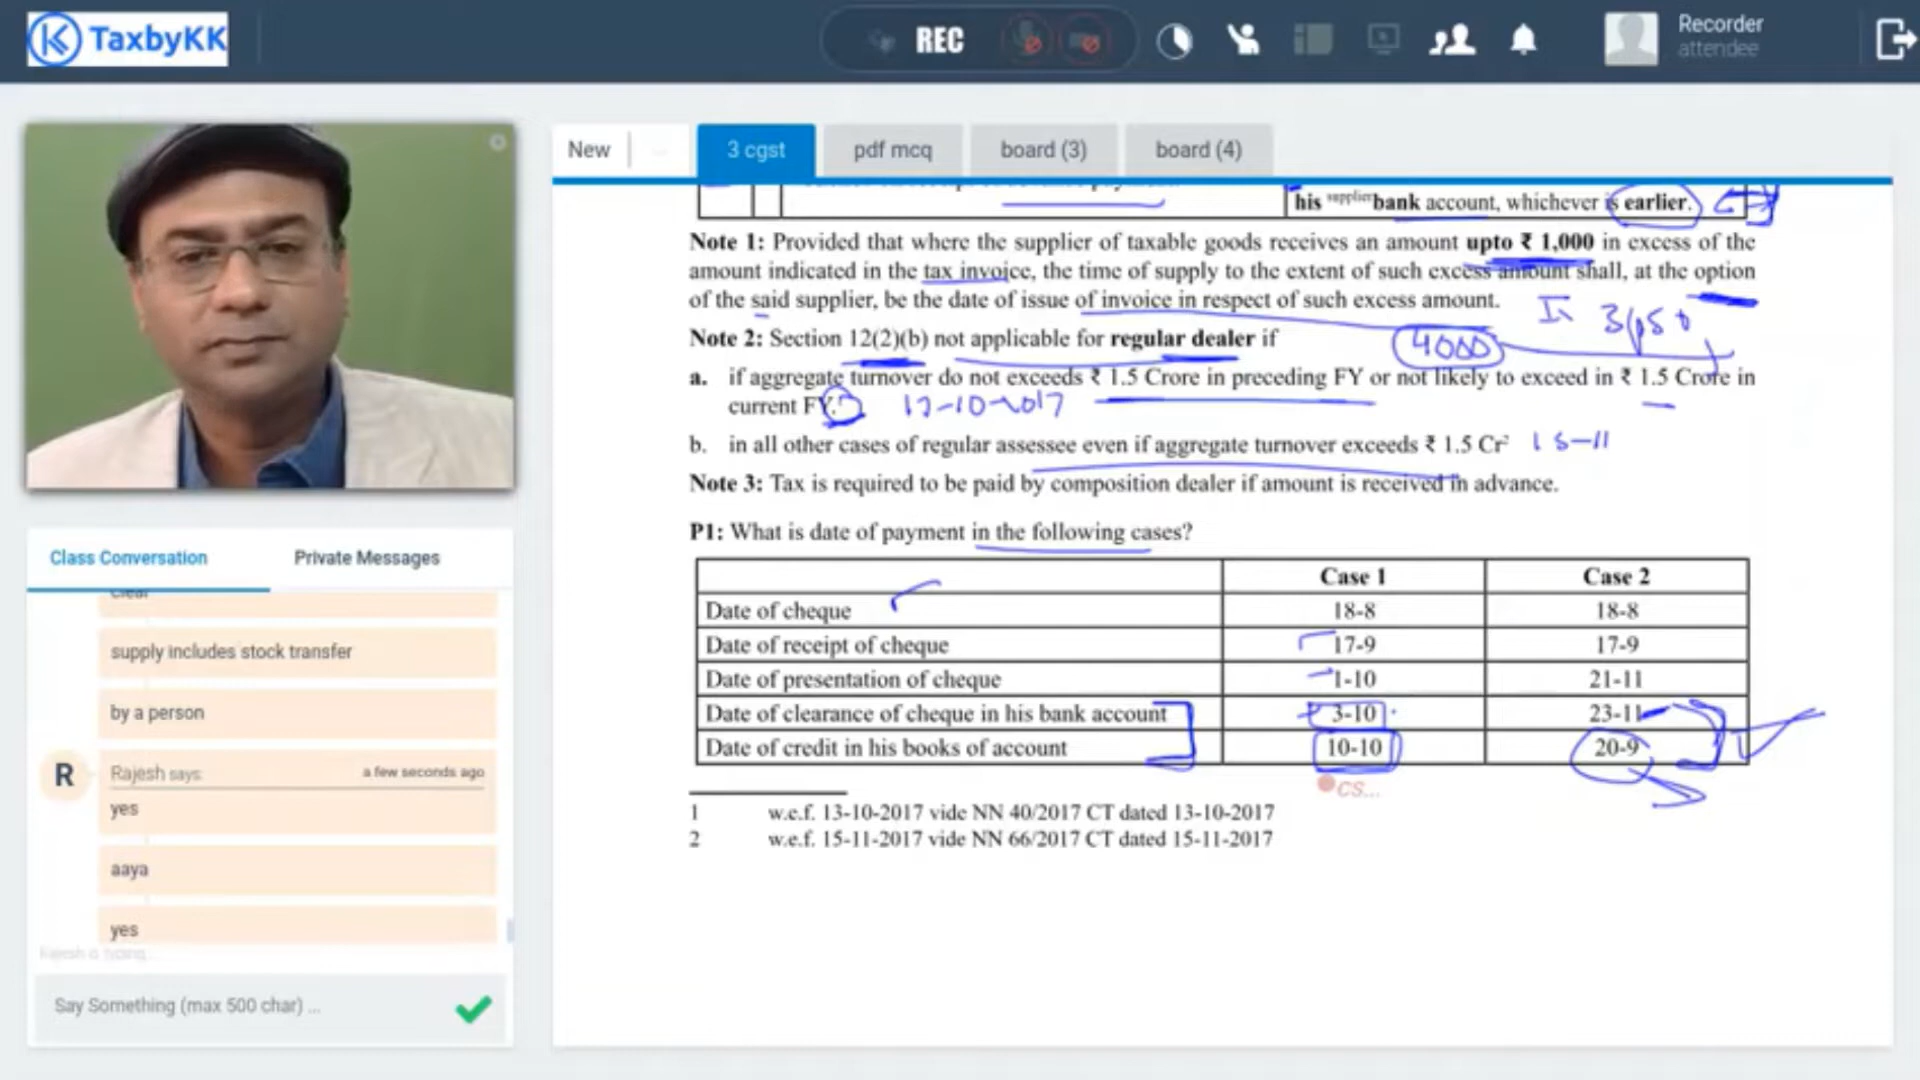 TaxbyKK
REC
Recorder
attendee
New
3 cgst
pdf mcq
board (3)
board (4)
his supplier bank account, whichever is earlier.
Note 1: Provided that where the supplier of taxable goods receives an amount upto ₹ 1,000 in excess of the
amount indicated in the tax invoice, the time of supply to the extent of such excess amount shall, at the option
of the said supplier, be the date of issue of invoice in respect of such excess amount.
Note 2: Section 12(2)(b) not applicable for regular dealer if
4000
a. if aggregate turnover do not exceeds ₹ 1.5 Crore in preceding FY or not likely to exceed in ₹ 1.5 Crore in
current FY.
13-10-2017
b. in all other cases of regular assessee even if aggregate turnover exceeds ₹ 1.5 Cr²
15-11
Note 3: Tax is required to be paid by composition dealer if amount is received in advance.
P1: What is date of payment in the following cases?
Case 1 Case 2
Date of cheque 18-8 18-8
Date of receipt of cheque 17-9 17-9
Date of presentation of cheque 1-10 21-11
Date of clearance of cheque in his bank account 3-10 23-11
Date of credit in his books of account 10-10 20-9
cs...
1 w.e.f. 13-10-2017 vide NN 40/2017 CT dated 13-10-2017
2 w.e.f. 15-11-2017 vide NN 66/2017 CT dated 15-11-2017
Class Conversation
Private Messages
clear
supply includes stock transfer
by a person
R
Rajesh says:
a few seconds ago
yes
aaya
yes
Rajesh is typing...
Say Something (max 500 char) ...